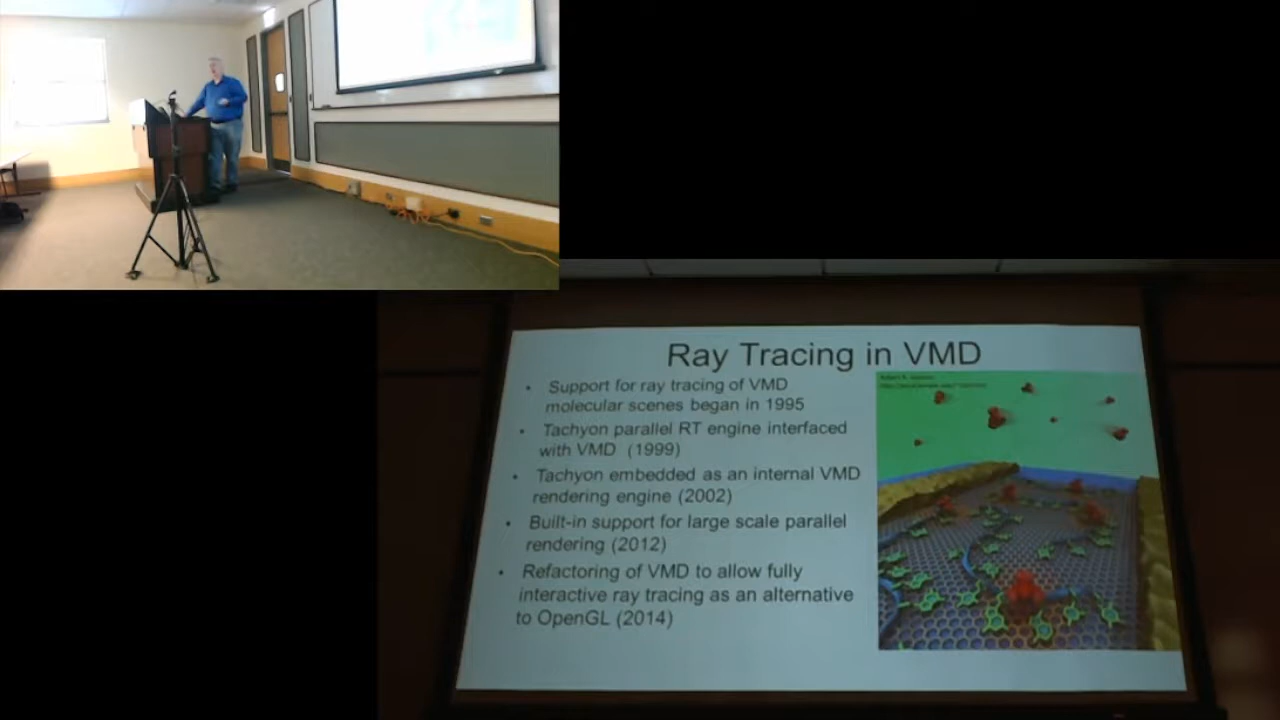 Ray Tracing in VMD
• Support for ray tracing of VMD
molecular scenes began in 1995
• Tachyon parallel RT engine interfaced
with VMD (1999)
• Tachyon embedded as an internal VMD
rendering engine (2002)
• Built-in support for large scale parallel
rendering (2012)
• Refactoring of VMD to allow fully
interactive ray tracing as an alternative
to OpenGL (2014)